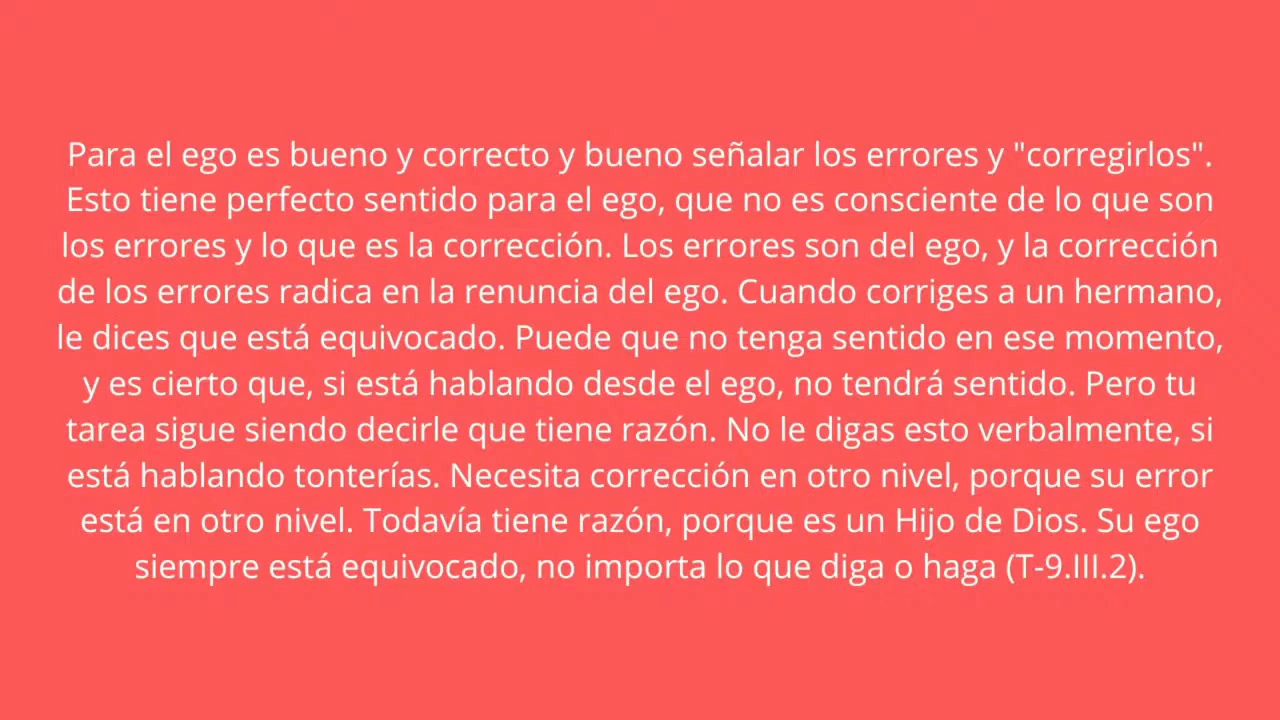 Para el ego es bueno y correcto y bueno señalar los errores y "corregirlos".
Esto tiene perfecto sentido para el ego, que no es consciente de lo que son
los errores y lo que es la corrección. Los errores son del ego, y la corrección
de los errores radica en la renuncia del ego. Cuando corriges a un hermano,
le dices que está equivocado. Puede que no tenga sentido en ese momento,
y es cierto que, si está hablando desde el ego, no tendrá sentido. Pero tu
tarea sigue siendo decirle que tiene razón. No le digas esto verbalmente, si
está hablando tonterías. Necesita corrección en otro nivel, porque su error
está en otro nivel. Todavía tiene razón, porque es un Hijo de Dios. Su ego
siempre está equivocado, no importa lo que diga o haga (T-9.III.2).